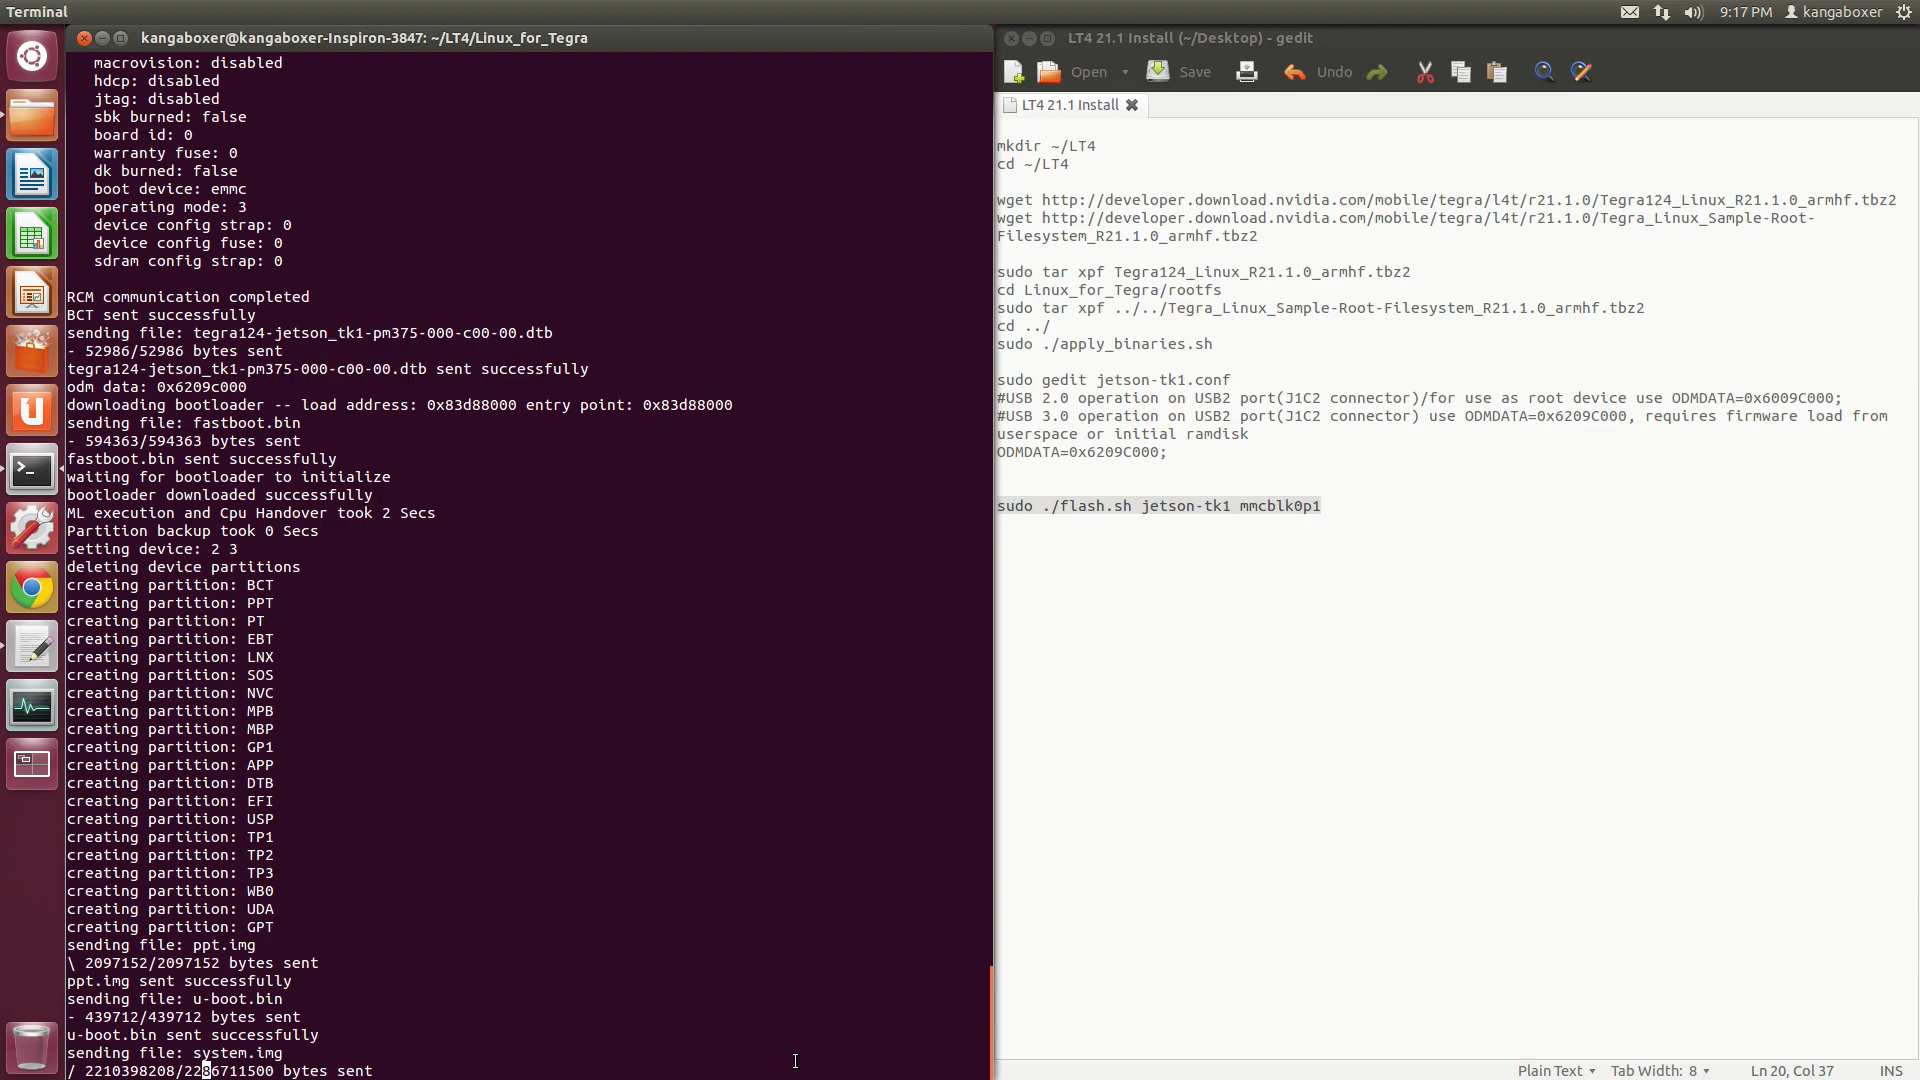 Terminal
9:17 PM kangaboxer
kangaboxer@kangaboxer-Inspiron-3847: ~/LT4/Linux_for_Tegra
macrovision: disabled
hdcp: disabled
jtag: disabled
sbk burned: false
board id: 0
warranty fuse: 0
dk burned: false
boot device: emmc
operating mode: 3
device config strap: 0
device config fuse: 0
sdram config strap: 0
RCM communication completed
BCT sent successfully
sending file: tegra124-jetson_tk1-pm375-000-c00-00.dtb
- 52986/52986 bytes sent
tegra124-jetson_tk1-pm375-000-c00-00.dtb sent successfully
odm data: 0x6209c000
downloading bootloader -- load address: 0x83d88000 entry point: 0x83d88000
sending file: fastboot.bin
- 594363/594363 bytes sent
fastboot.bin sent successfully
waiting for bootloader to initialize
bootloader downloaded successfully
ML execution and Cpu Handover took 2 Secs
Partition backup took 0 Secs
setting device: 2 3
deleting device partitions
creating partition: BCT
creating partition: PPT
creating partition: PT
creating partition: EBT
creating partition: LNX
creating partition: SOS
creating partition: NVC
creating partition: MPB
creating partition: MBP
creating partition: GP1
creating partition: APP
creating partition: DTB
creating partition: EFI
creating partition: USP
creating partition: TP1
creating partition: TP2
creating partition: TP3
creating partition: WB0
creating partition: UDA
creating partition: GPT
sending file: ppt.img
\ 2097152/2097152 bytes sent
ppt.img sent successfully
sending file: u-boot.bin
- 439712/439712 bytes sent
u-boot.bin sent successfully
sending file: system.img
/ 2210398208/2286711500 bytes sent
LT4 21.1 Install (~/Desktop) - gedit
Open Save Undo
LT4 21.1 Install
mkdir ~/LT4
cd ~/LT4
wget http://developer.download.nvidia.com/mobile/tegra/l4t/r21.1.0/Tegra124_Linux_R21.1.0_armhf.tbz2
wget http://developer.download.nvidia.com/mobile/tegra/l4t/r21.1.0/Tegra_Linux_Sample-Root-
Filesystem_R21.1.0_armhf.tbz2
sudo tar xpf Tegra124_Linux_R21.1.0_armhf.tbz2
cd Linux_for_Tegra/rootfs
sudo tar xpf ../../Tegra_Linux_Sample-Root-Filesystem_R21.1.0_armhf.tbz2
cd ../
sudo ./apply_binaries.sh
sudo gedit jetson-tk1.conf
#USB 2.0 operation on USB2 port(J1C2 connector)/for use as root device use ODMDATA=0x6009C000;
#USB 3.0 operation on USB2 port(J1C2 connector) use ODMDATA=0x6209C000, requires firmware load from
userspace or initial ramdisk
ODMDATA=0x6209C000;
sudo ./flash.sh jetson-tk1 mmcblk0p1
Plain Text Tab Width: 8 Ln 20, Col 37 INS